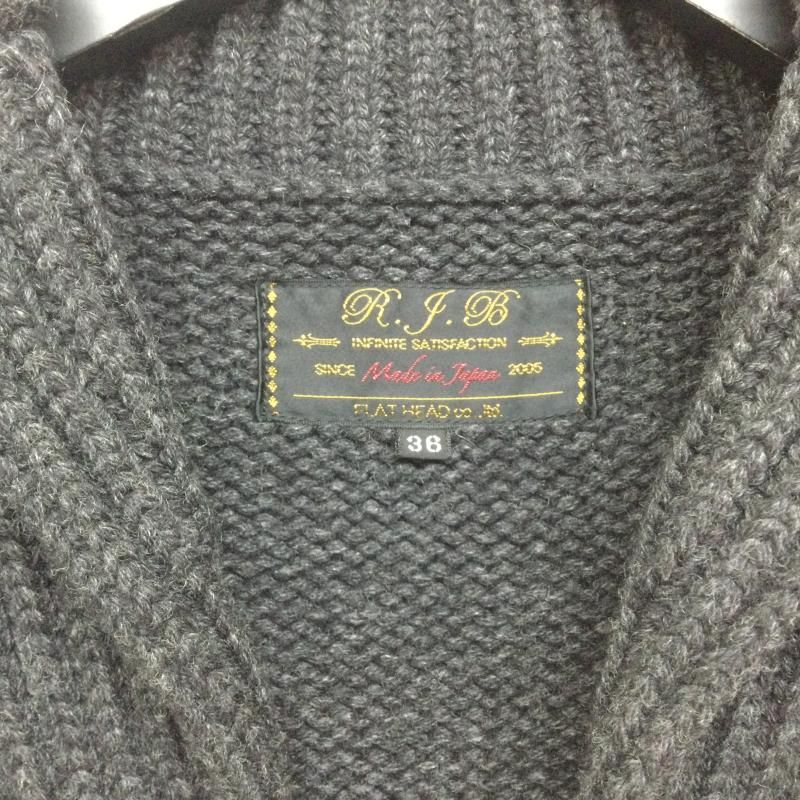 R.J.B
INFINITE SATISFACTION
SINCE Made in Japan 2005
FLAT HEAD co.,ltd.
36